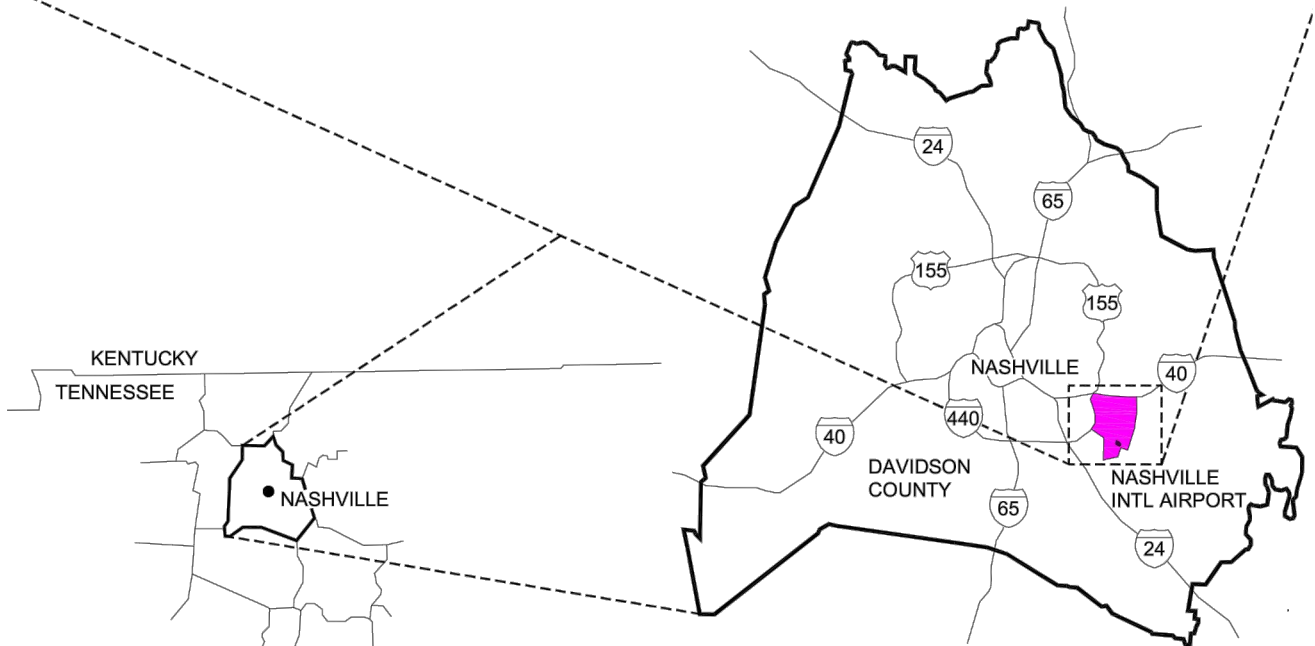 KENTUCKY
TENNESSEE
NASHVILLE
24
65
155
155
NASHVILLE
40
440
40
DAVIDSON
COUNTY
NASHVILLE
INTL AIRPORT
65
24